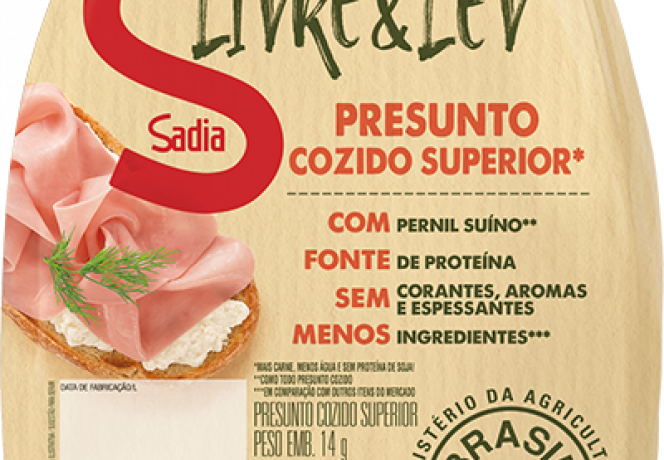 LIVRE&LEV
Sadia
PRESUNTO
COZIDO SUPERIOR*
COM PERNIL SUÍNO**
FONTE DE PROTEÍNA
SEM CORANTES, AROMAS
E ESPESSANTES
MENOS INGREDIENTES***
*MAIS CARNE, MENOS ÁGUA E SEM PROTEÍNA DE SOJA!
**COMO TODO PRESUNTO COZIDO
***EM COMPARAÇÃO COM OUTROS ITENS DO MERCADO
DATA DE FABRICAÇÃO/L
PRESUNTO COZIDO SUPERIOR
PESO EMB. 14 g
ISTÉRIO DA AGRICULT
BRASIL